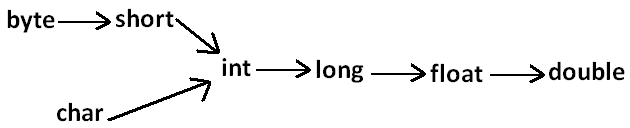 byte short
int long float double
char